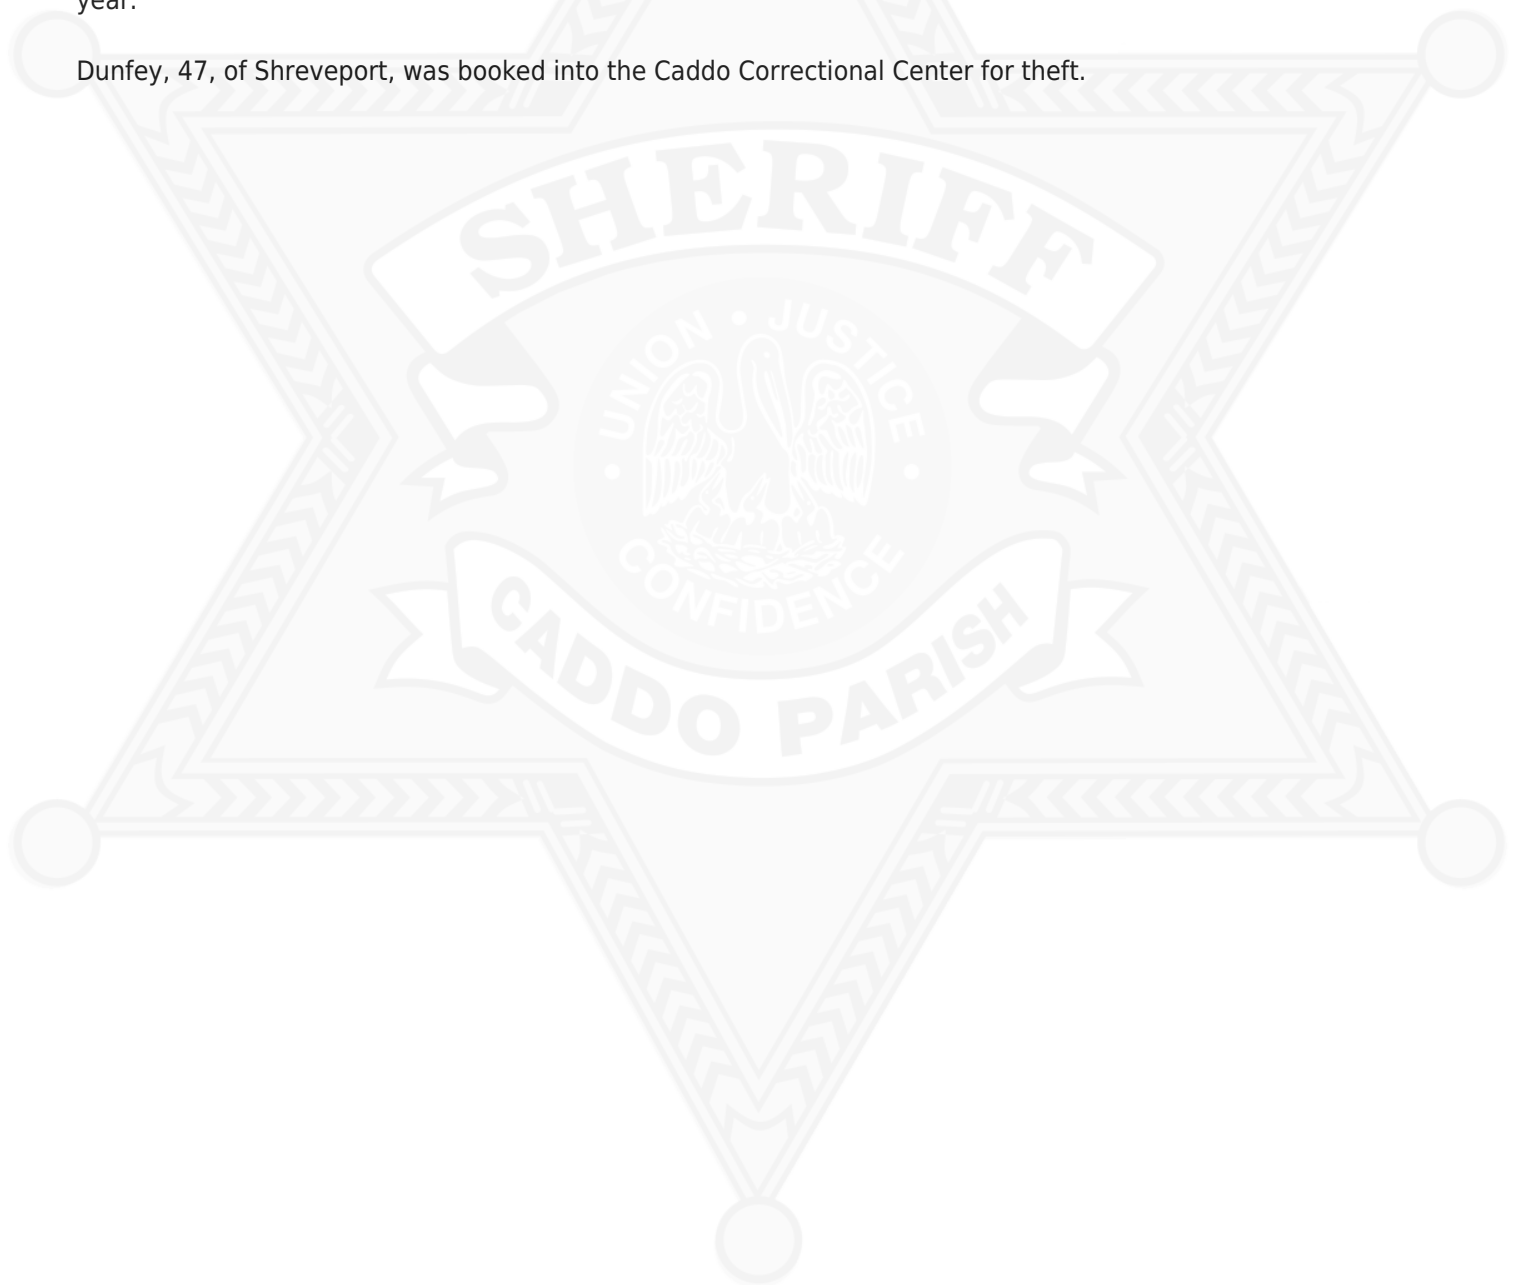 year.
Dunfey, 47, of Shreveport, was booked into the Caddo Correctional Center for theft.
SHERIFF
UNION • JUSTICE
• CONFIDENCE •
CADDO PARISH